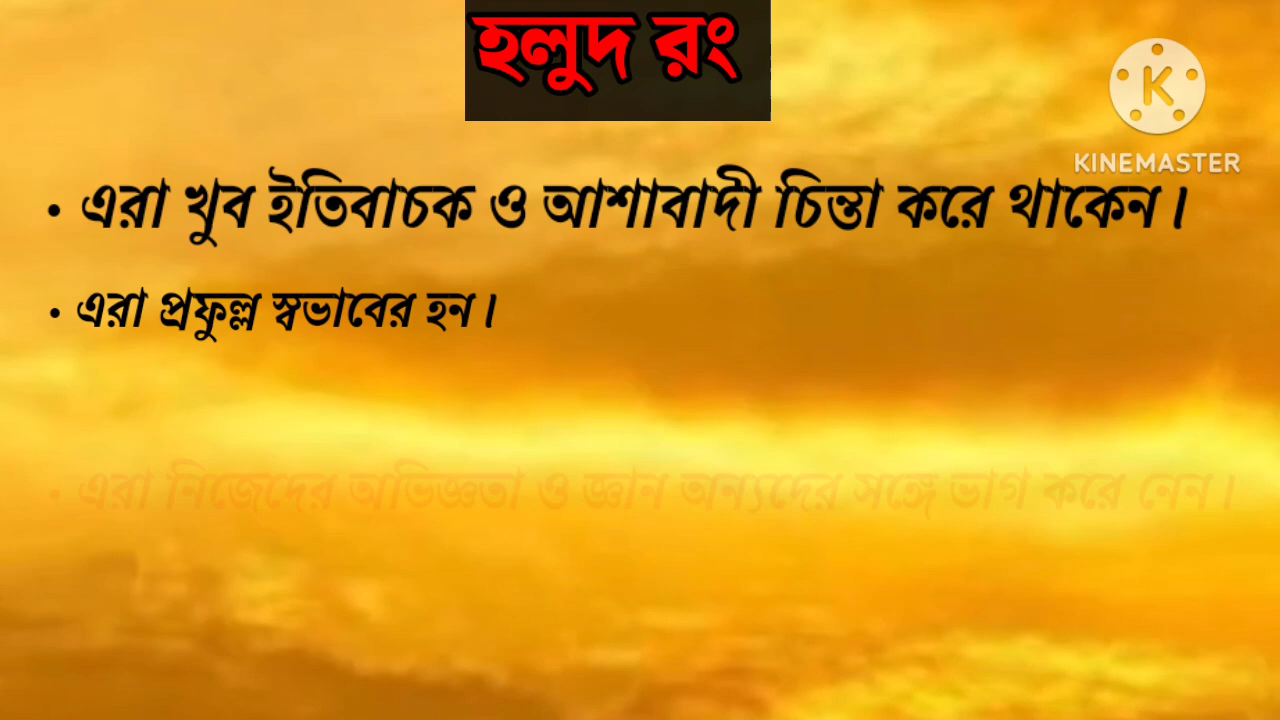 হলুদ রং
K
KINEMASTER
• এরা খুব ইতিবাচক ও আশাবাদী চিন্তা করে থাকেন।
• এরা প্রফুল্ল স্বভাবের হন।
• এরা নিজেদের অভিজ্ঞতা ও জ্ঞান অন্যদের সঙ্গে ভাগ করে নেন।